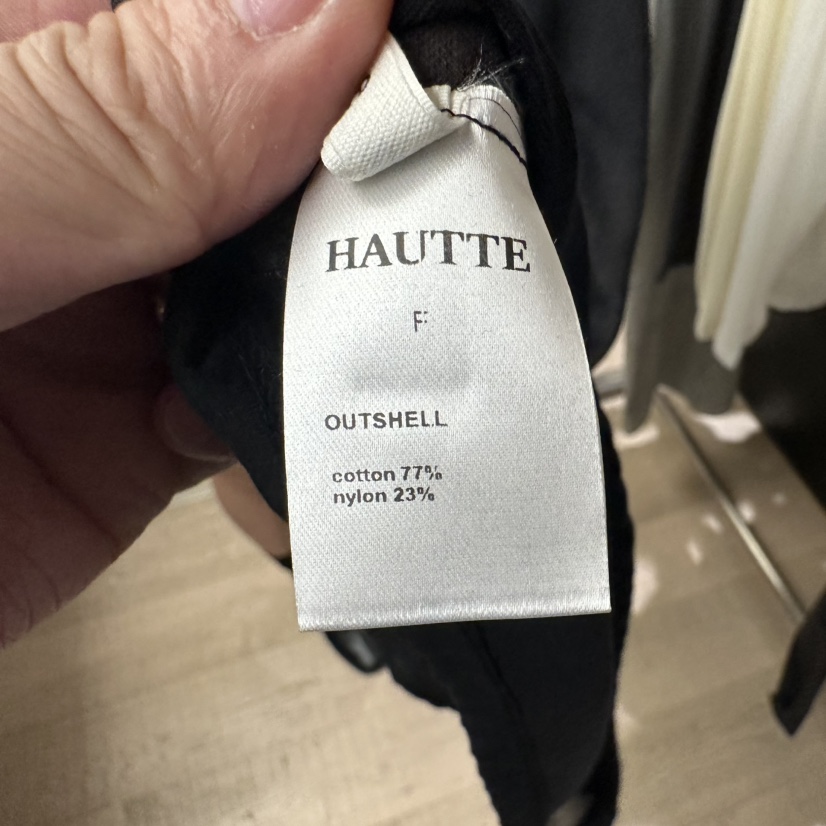 HAUTTE
F
OUTSHELL
cotton 77%
nylon 23%